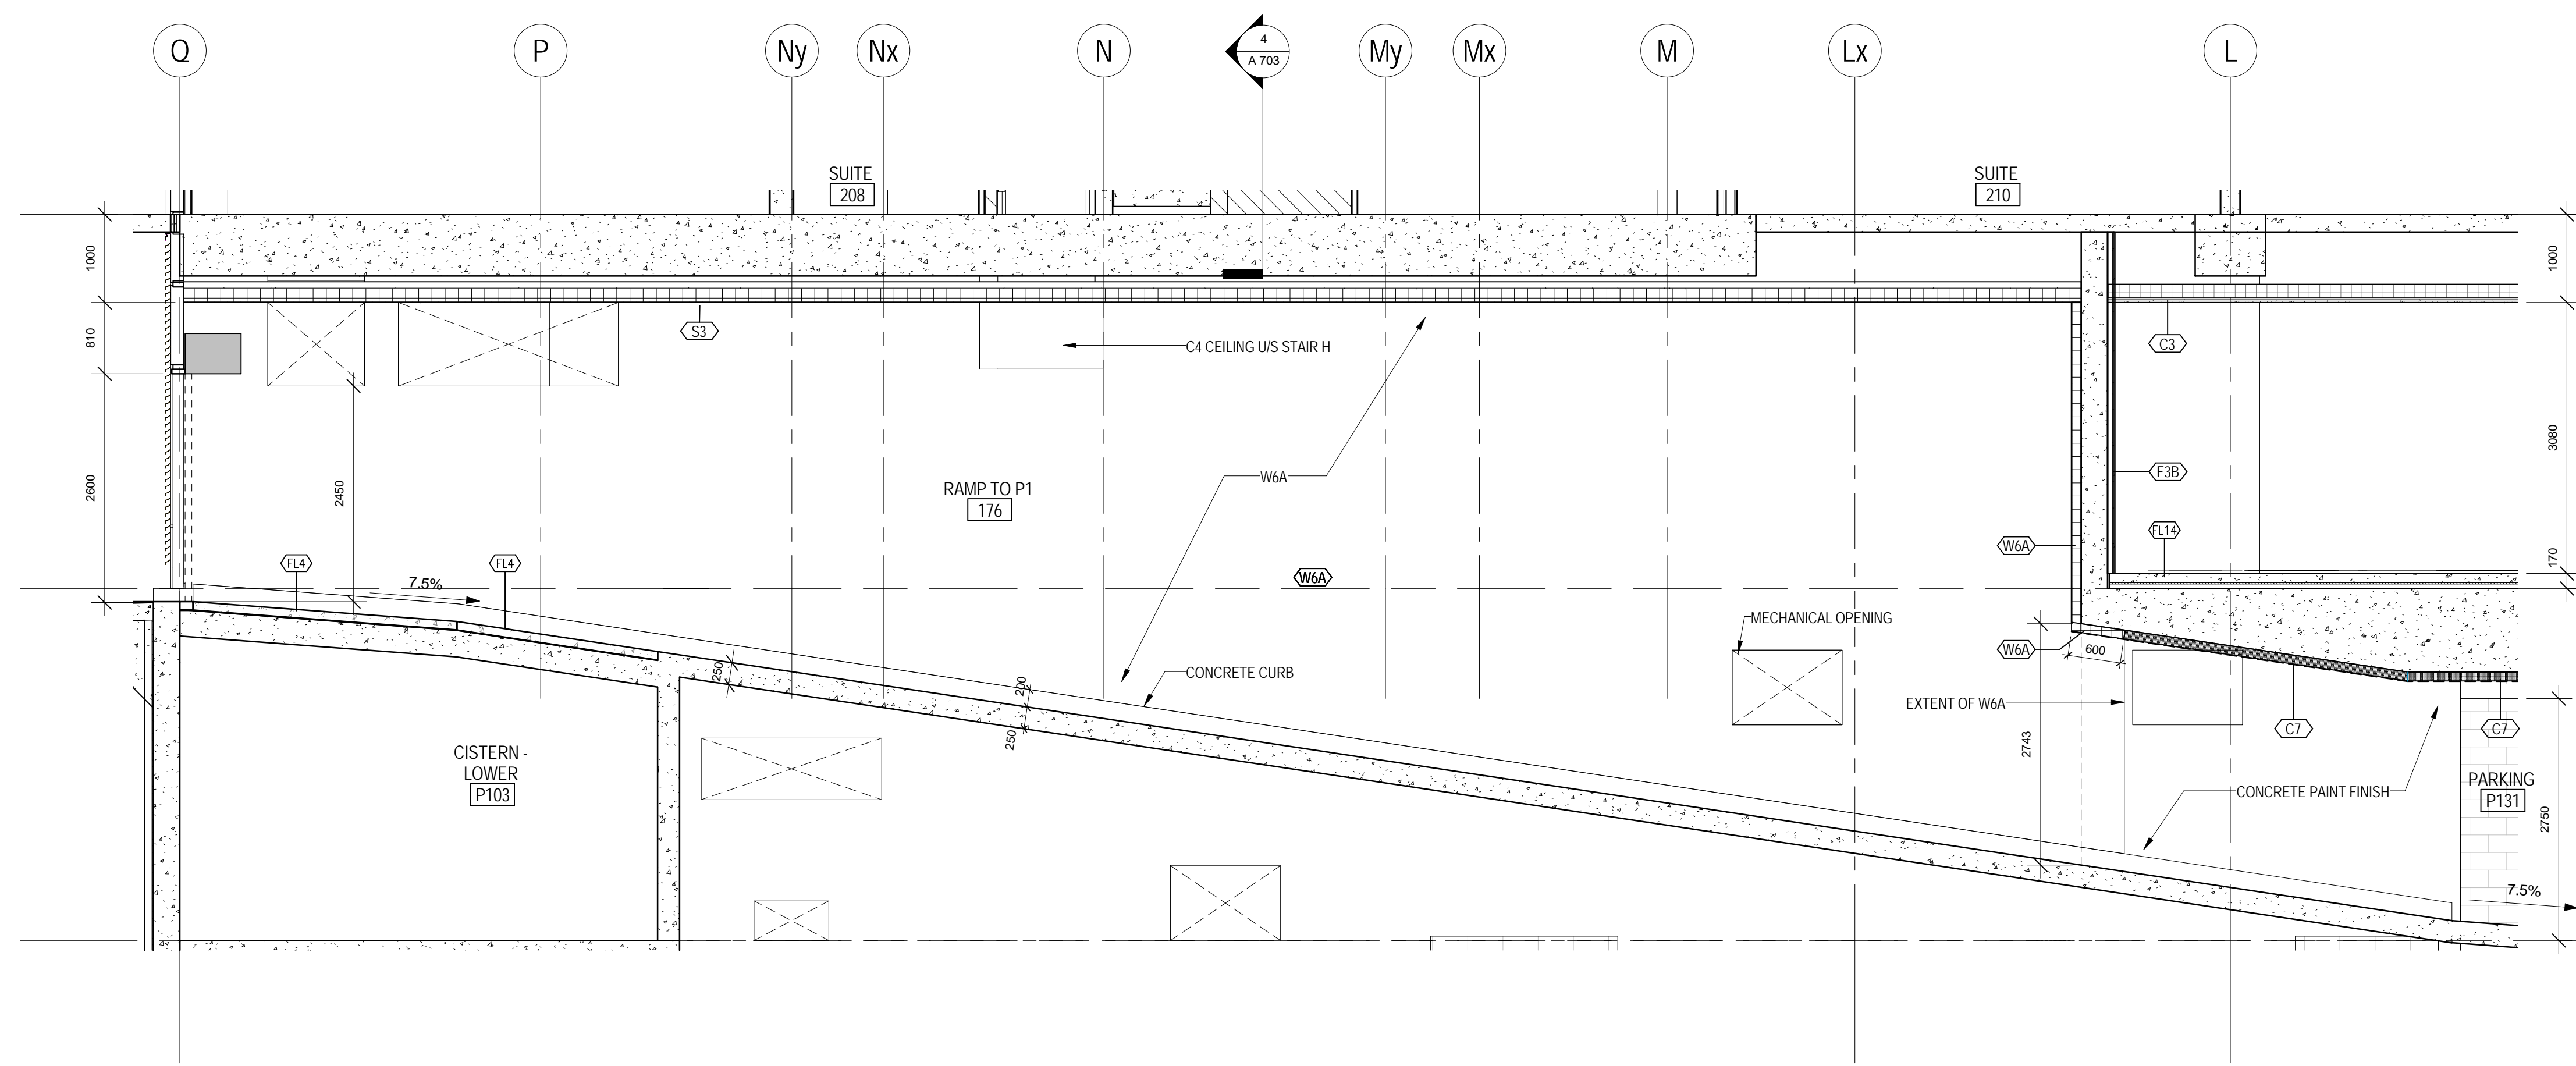 Q
P
Ny
Nx
N
4
A 703
My
Mx
M
Lx
L
SUITE
208
SUITE
210
1000
1000
S3
C3
810
C4 CEILING U/S STAIR H
3080
2600
2450
W6A
F3B
RAMP TO P1
176
FL14
FL4
FL4
7.5%
W6A
W6A
170
MECHANICAL OPENING
W6A
600
250
200
250
CONCRETE CURB
EXTENT OF W6A
C7
C7
2743
CISTERN -
LOWER
P103
PARKING
P131
CONCRETE PAINT FINISH
2750
7.5%